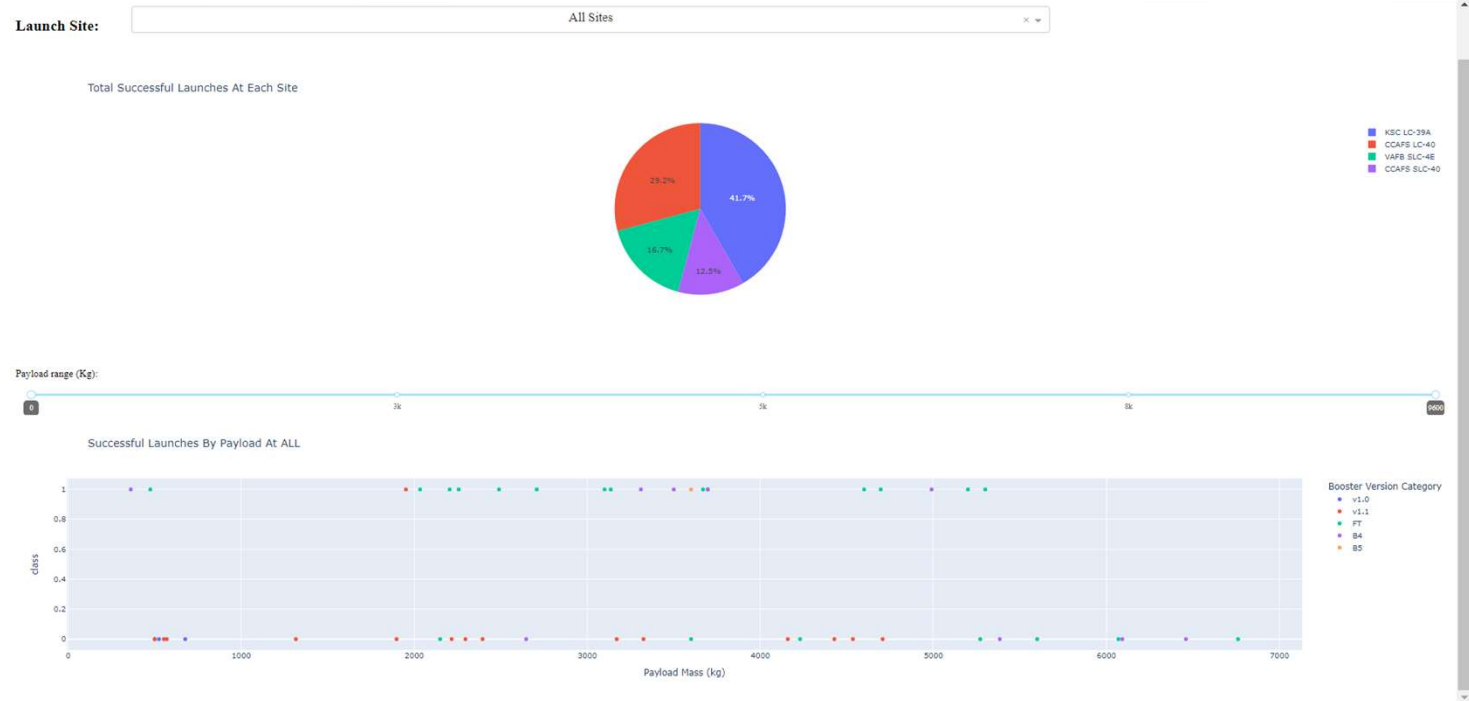 Launch Site:
All Sites
× ▾
Total Successful Launches At Each Site
KSC LC-39A
CCAFS LC-40
VAFB SLC-4E
CCAFS SLC-40
29.2%
41.7%
16.7%
12.5%
Payload range (Kg):
0 3k 5k 8k 9600
Successful Launches By Payload At ALL
Booster Version Category
v1.0
v1.1
FT
B4
B5
1
0.8
0.6
0.4
0.2
0
class
0 1000 2000 3000 4000 5000 6000 7000
Payload Mass (kg)